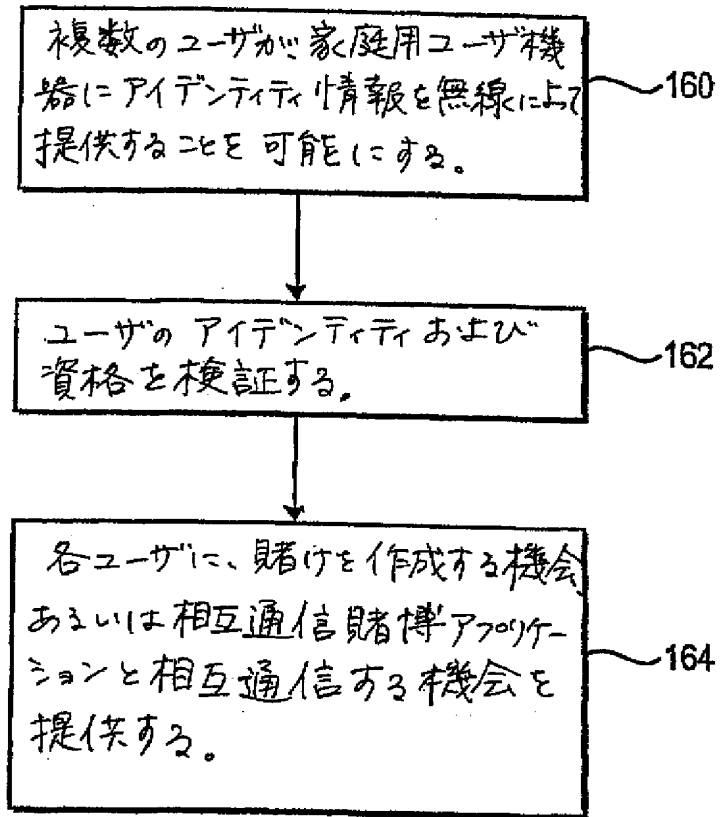 複数のユーザが、家庭用ユーザ機
器にアイデンティティ情報を無線によって
提供することを可能にする。
160
ユーザのアイデンティティおよび
資格を検証する。
162
各ユーザに、賭けを作成する機会、
あるいは相互通信賭博アプリケー
ションと相互通信する機会を
提供する。
164